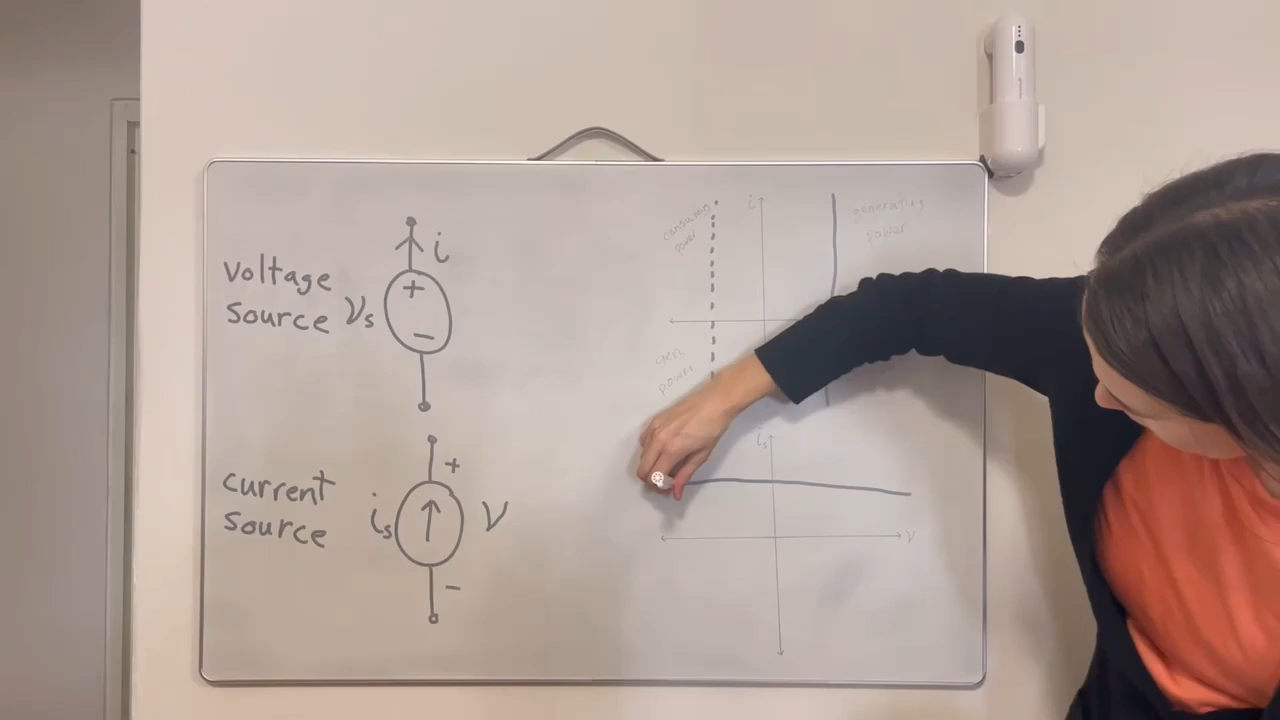 i
voltage
source vs
+
−
current
source is
+
v
−
consuming
power
i
generating
power
gen.
power
is
v